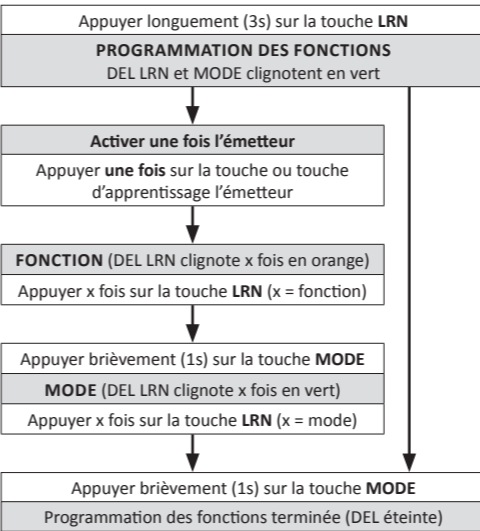 Appuyer longuement (3s) sur la touche LRN
PROGRAMMATION DES FONCTIONS
DEL LRN et MODE clignotent en vert
Activer une fois l'émetteur
Appuyer une fois sur la touche ou touche
d'apprentissage l'émetteur
FONCTION (DEL LRN clignote x fois en orange)
Appuyer x fois sur la touche LRN (x = fonction)
Appuyer brièvement (1s) sur la touche MODE
MODE (DEL LRN clignote x fois en vert)
Appuyer x fois sur la touche LRN (x = mode)
Appuyer brièvement (1s) sur la touche MODE
Programmation des fonctions terminée (DEL éteinte)